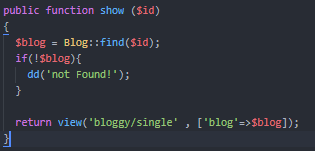 public function show ($id)
{
$blog = Blog::find($id);
if(!$blog){
dd('not Found!');
}
return view('bloggy/single' , ['blog'=>$blog]);
}